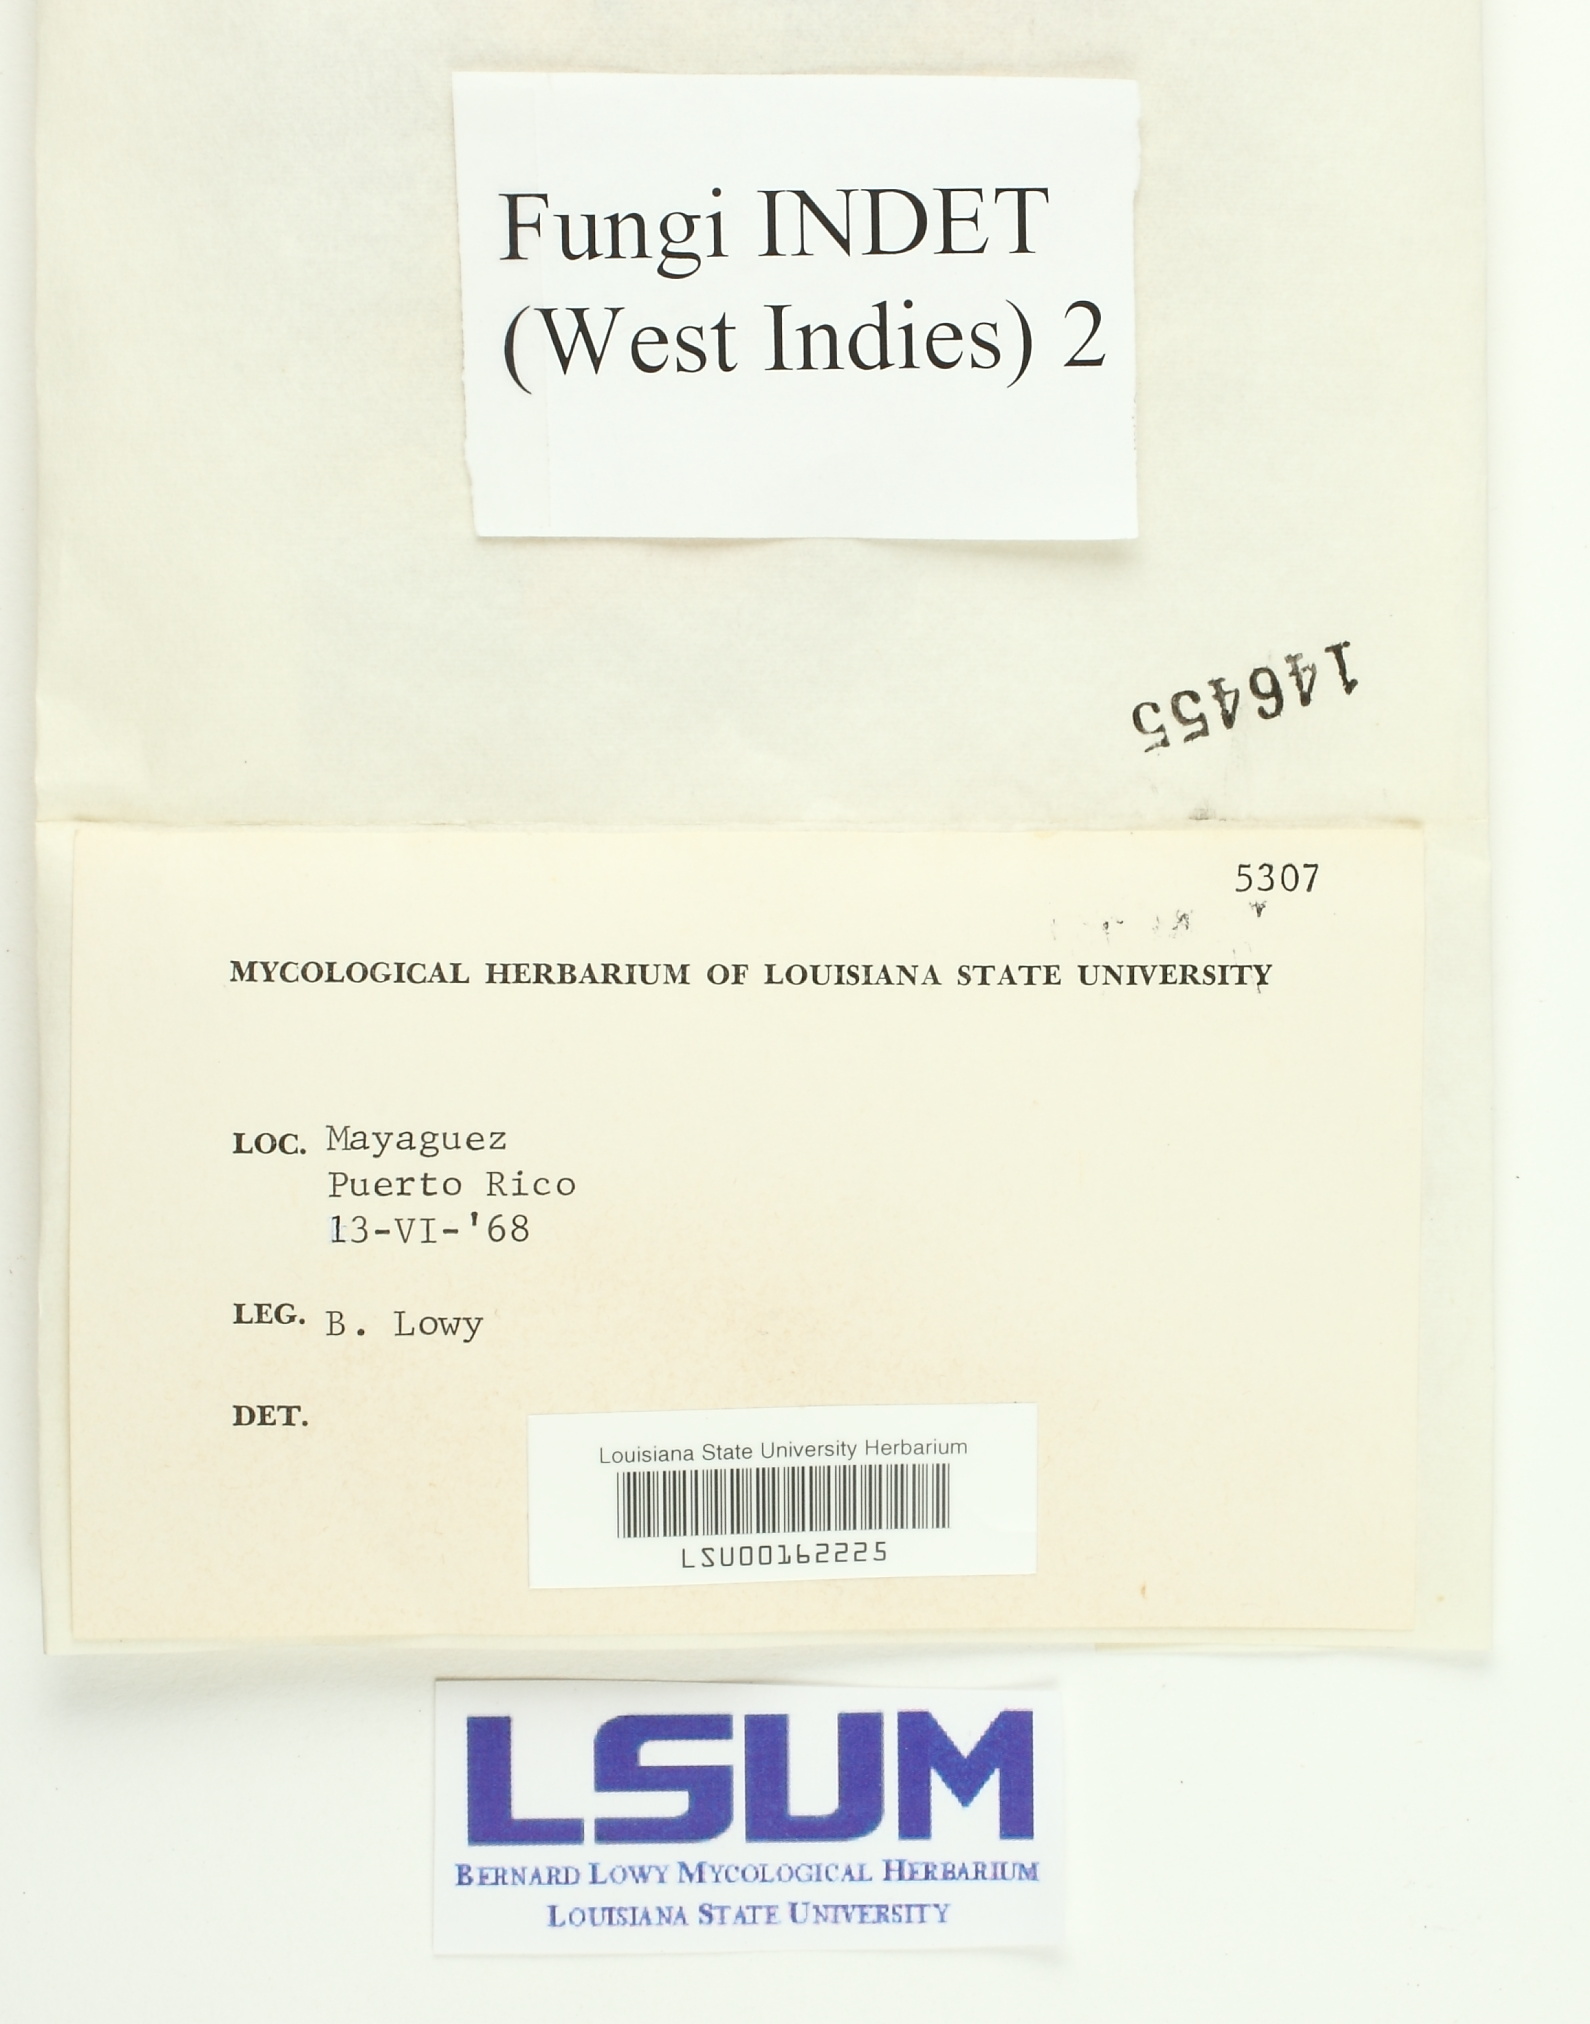 Fungi INDET
(West Indies) 2
146455
5307
MYCOLOGICAL HERBARIUM OF LOUISIANA STATE UNIVERSITY
LOC. Mayaguez
Puerto Rico
13-VI-'68
LEG. B. Lowy
DET.
Louisiana State University Herbarium
LSU00162225
LSUM
BERNARD LOWY MYCOLOGICAL HERBARIUM
LOUISIANA STATE UNIVERSITY